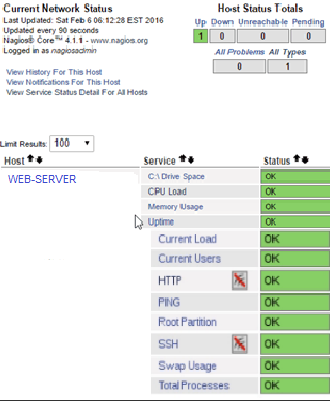 Current Network Status
Last Updated: Sat Feb 6 06:12:28 EST 2016
Updated every 90 seconds
Nagios® Core™ 4.1.1 - www.nagios.org
Logged in as nagiosadmin
View History For This Host
View Notifications For This Host
View Service Status Detail For All Hosts
Host Status Totals
Up Down Unreachable Pending
1 0 0 0
All Problems All Types
0 1
Limit Results: 100
Host Service Status
WEB-SERVER C:\ Drive Space OK
CPU Load OK
Memory Usage OK
Uptime OK
Current Load OK
Current Users OK
HTTP OK
PING OK
Root Partition OK
SSH OK
Swap Usage OK
Total Processes OK